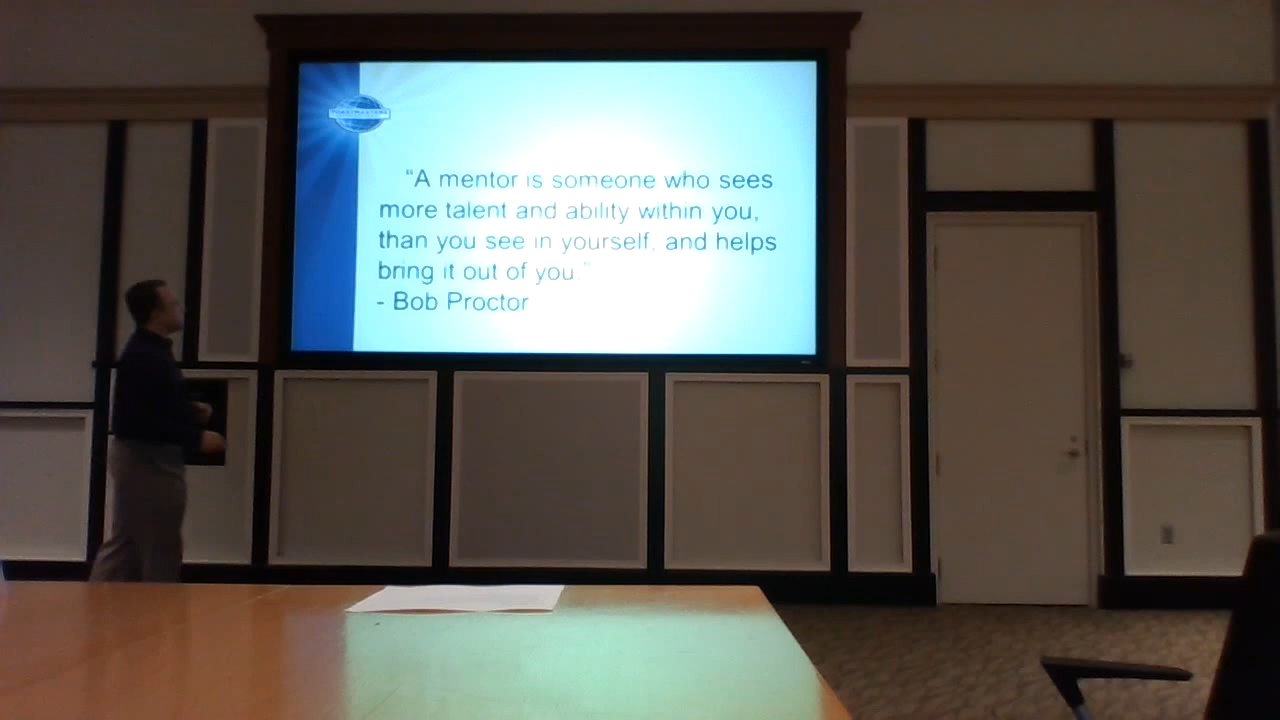 TOASTMASTERS
“A mentor is someone who sees
more talent and ability within you,
than you see in yourself, and helps
bring it out of you.”
- Bob Proctor